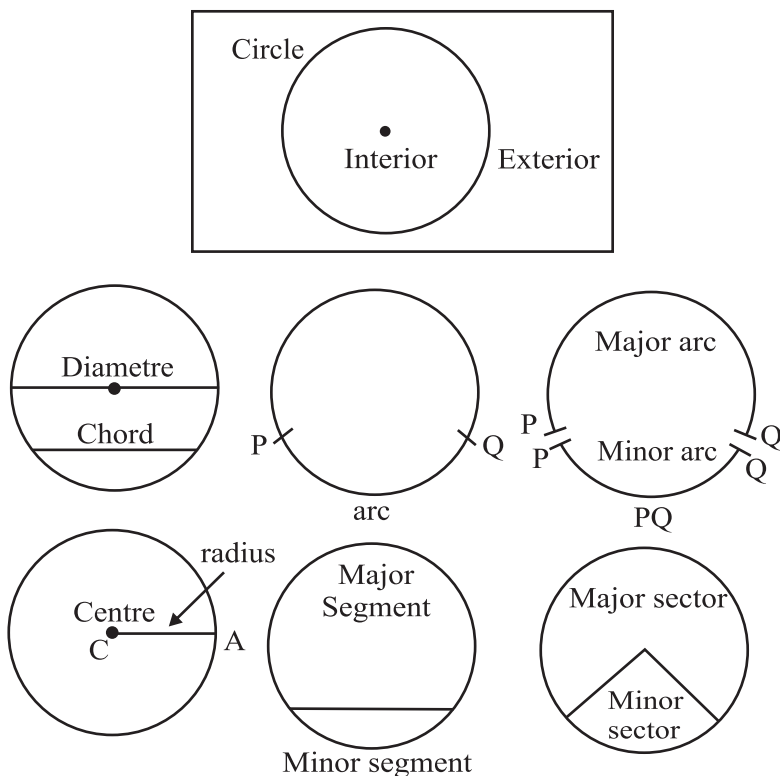 Circle
Interior
Exterior
Diametre
Chord
P
Q
arc
Major arc
P
Q
P
Minor arc
Q
PQ
radius
Centre
C
A
Major
Segment
Minor segment
Major sector
Minor
sector